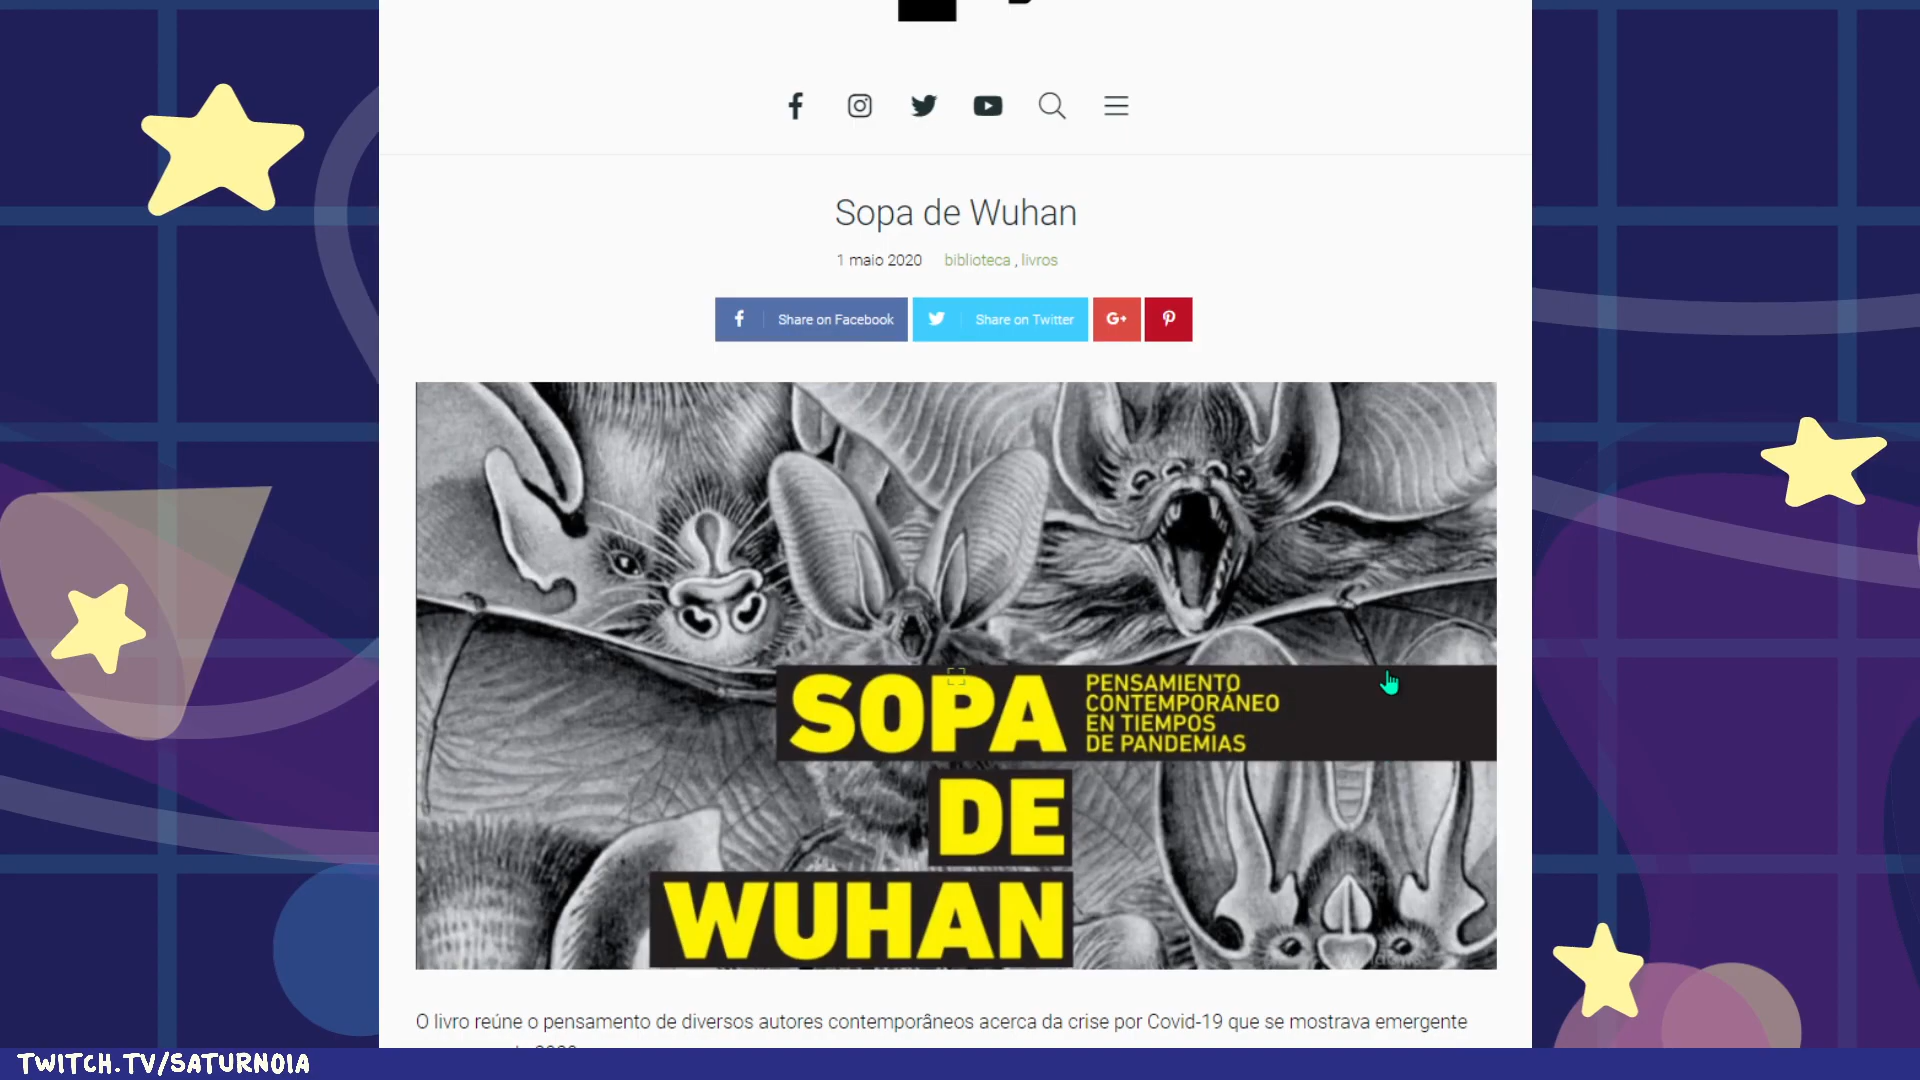 Sopa de Wuhan
1 maio 2020 biblioteca , livros
Share on Facebook Share on Twitter G+
SOPA
PENSAMIENTO
CONTEMPORÁNEO
EN TIEMPOS
DE PANDEMIAS
DE
WUHAN
O livro reúne o pensamento de diversos autores contemporâneos acerca da crise por Covid-19 que se mostrava emergente
TWITCH.TV/SATURNOIA